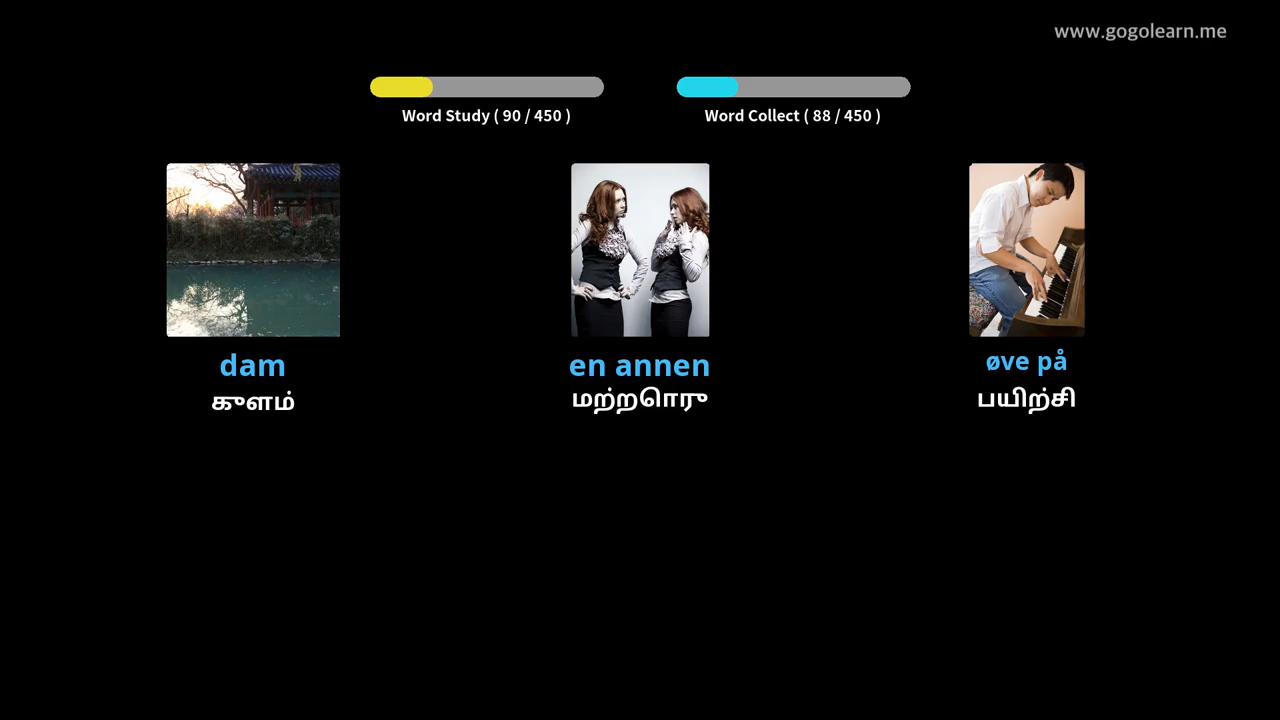 www.gogolearn.me
Word Study ( 90 / 450 )
Word Collect ( 88 / 450 )
dam
குளம்
en annen
மற்றொரு
øve på
பயிற்சி